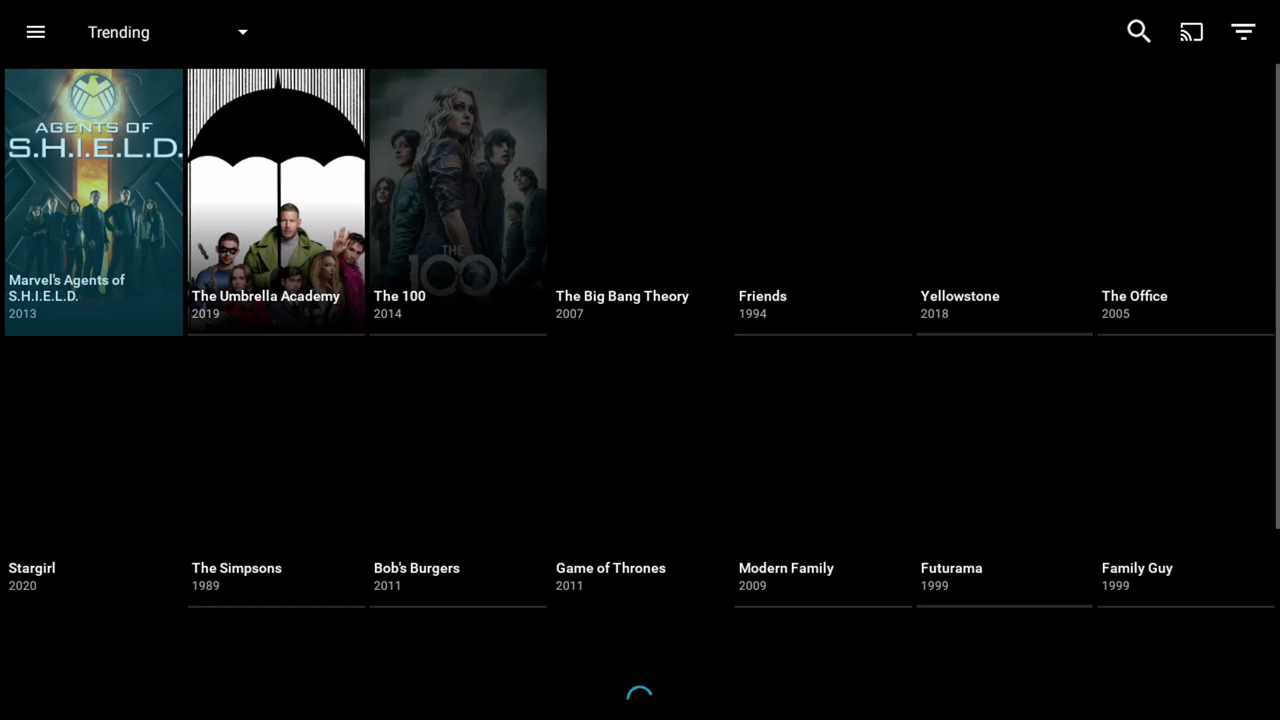 Trending
AGENTS OF
S.H.I.E.L.D.
Marvel's Agents of
S.H.I.E.L.D.
2013
The Umbrella Academy
2019
THE
100
The 100
2014
The Big Bang Theory
2007
Friends
1994
Yellowstone
2018
The Office
2005
Stargirl
2020
The Simpsons
1989
Bob's Burgers
2011
Game of Thrones
2011
Modern Family
2009
Futurama
1999
Family Guy
1999